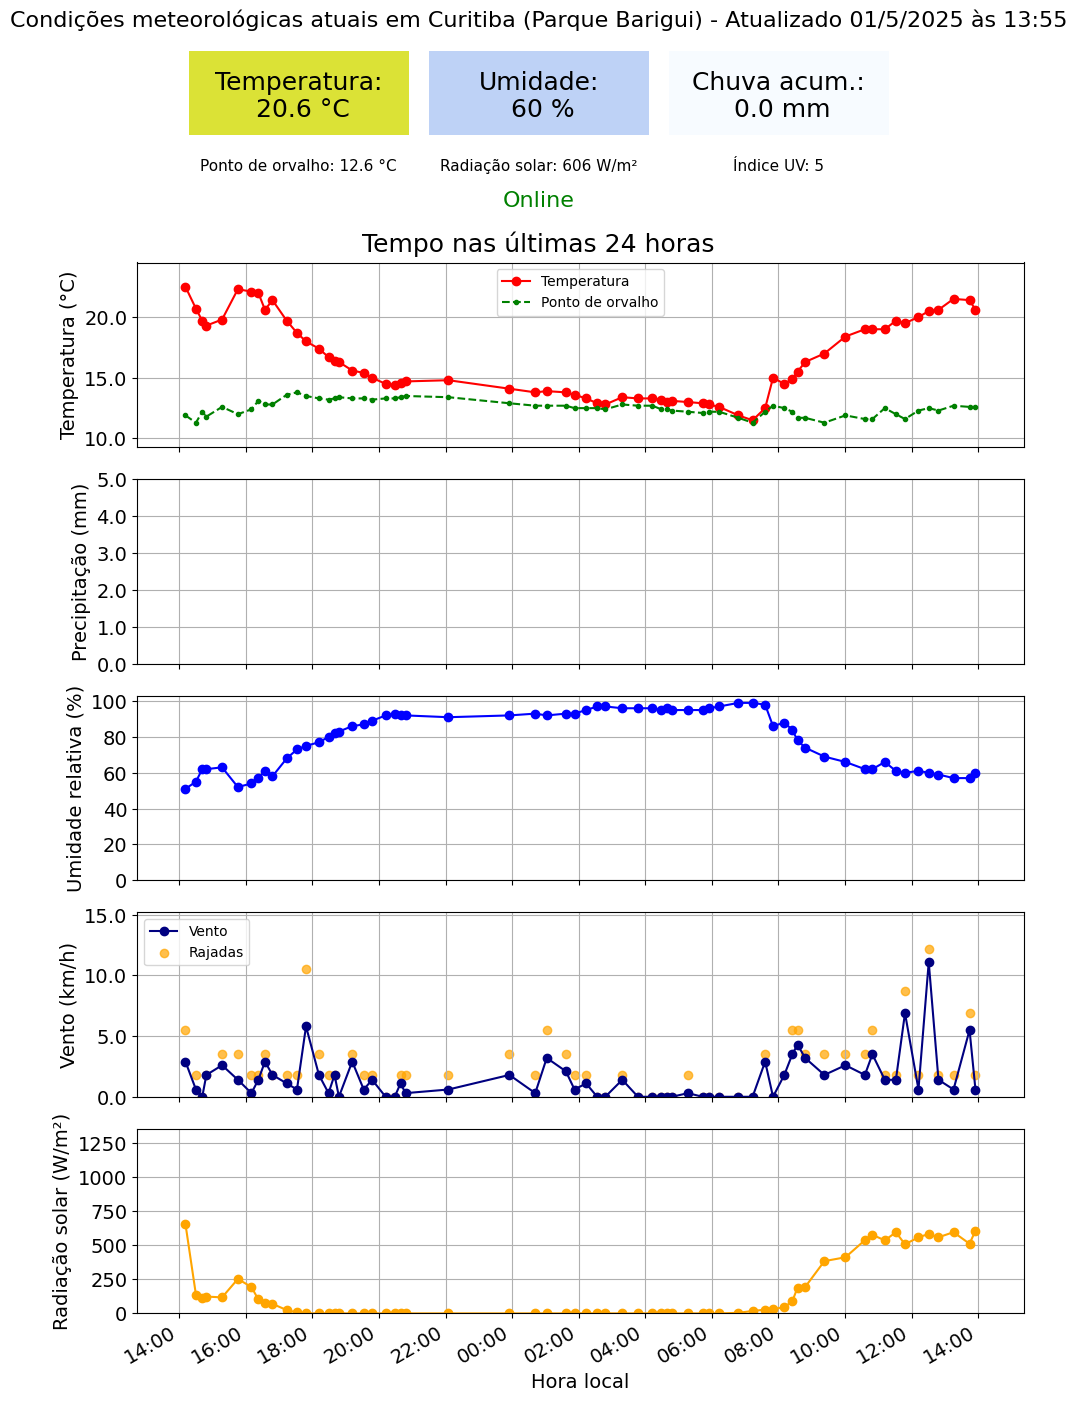 Condições meteorológicas atuais em Curitiba (Parque Barigui) - Atualizado 01/5/2025 às 13:55
Temperatura:
20.6 °C
Umidade:
60 %
Chuva acum.:
0.0 mm
Ponto de orvalho: 12.6 °C
Radiação solar: 606 W/m²
Índice UV: 5
Online
Tempo nas últimas 24 horas
Temperatura (°C)
20.0
15.0
10.0
Temperatura
Ponto de orvalho
Precipitação (mm)
5.0
4.0
3.0
2.0
1.0
0.0
Umidade relativa (%)
100
80
60
40
20
0
Vento (km/h)
15.0
10.0
5.0
0.0
Vento
Rajadas
Radiação solar (W/m²)
1250
1000
750
500
250
0
14:00
16:00
18:00
20:00
22:00
00:00
02:00
04:00
06:00
08:00
10:00
12:00
14:00
Hora local